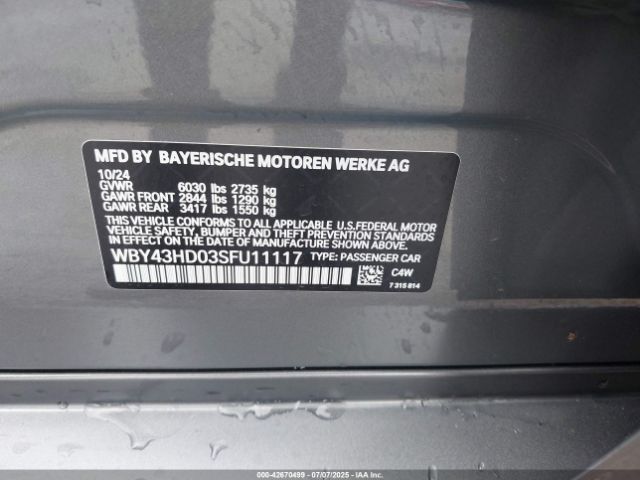 MFD BY BAYERISCHE MOTOREN WERKE AG
10/24
GVWR 6030 lbs 2735 kg
GAWR FRONT 2844 lbs 1290 kg
GAWR REAR 3417 lbs 1550 kg
THIS VEHICLE CONFORMS TO ALL APPLICABLE U.S.FEDERAL MOTOR
VEHICLE SAFETY, BUMPER AND THEFT PREVENTION STANDARDS
IN EFFECT ON THE DATE OF MANUFACTURE SHOWN ABOVE.
WBY43HD03SFU11117 TYPE: PASSENGER CAR
C4W
7 315 814
000-42670499 | 07/07/2025 | IAAI.COM